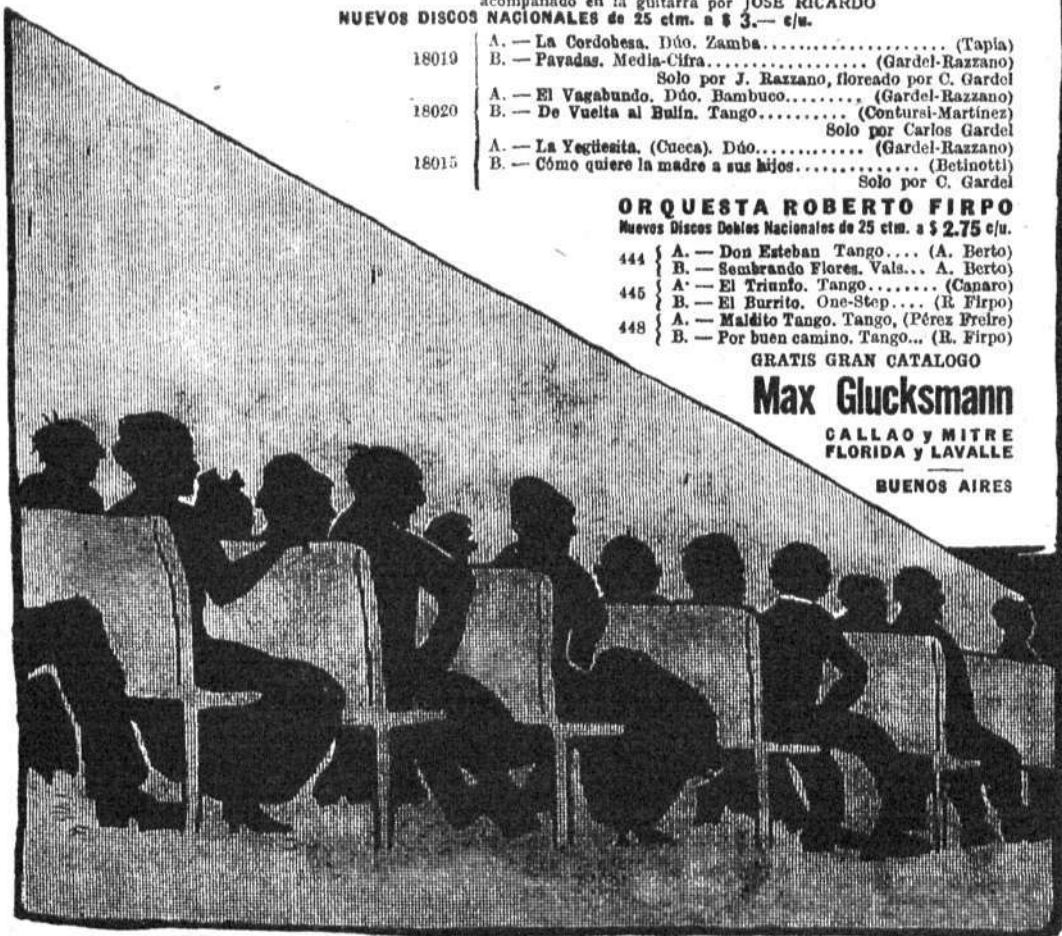 acompañado en la guitarra por JOSE RICARDO
NUEVOS DISCOS NACIONALES de 25 ctm. a $ 3.— c/u.
A. — La Cordobesa. Dúo. Zamba..................... (Tapia)
18019 B. — Payadas. Media-Cifra.................. (Gardel-Razzano)
Solo por J. Razzano, floreado por C. Gardel
A. — El Vagabundo. Dúo. Bambuco......... (Gardel-Razzano)
18020 B. — De Vuelta al Bulín. Tango.......... (Contursi-Martínez)
Solo por Carlos Gardel
A. — La Yegüesita. (Cueca). Dúo............ (Gardel-Razzano)
18015 B. — Cómo quiere la madre a sus hijos............. (Betinotti)
Solo por C. Gardel
ORQUESTA ROBERTO FIRPO
Nuevos Discos Dobles Nacionales de 25 ctm. a $ 2.75 c/u.
444 A. — Don Esteban Tango.... (A. Berto)
B. — Sembrando Flores. Vals... A. Berto)
445 A· — El Triunfo. Tango........ (Canaro)
B. — El Burrito. One-Step.... (R Firpo)
448 A. — Maldito Tango. Tango, (Pérez Freire)
B. — Por buen camino. Tango... (R. Firpo)
GRATIS GRAN CATALOGO
Max Glucksmann
CALLAO y MITRE
FLORIDA y LAVALLE
BUENOS AIRES